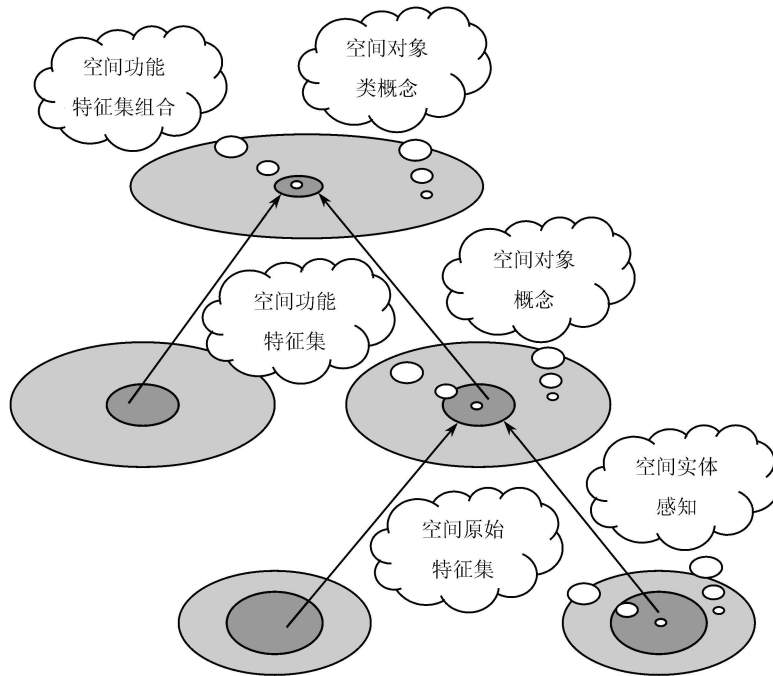 空间功能
特征集组合
空间对象
类概念
空间功能
特征集
空间对象
概念
空间原始
特征集
空间实体
感知